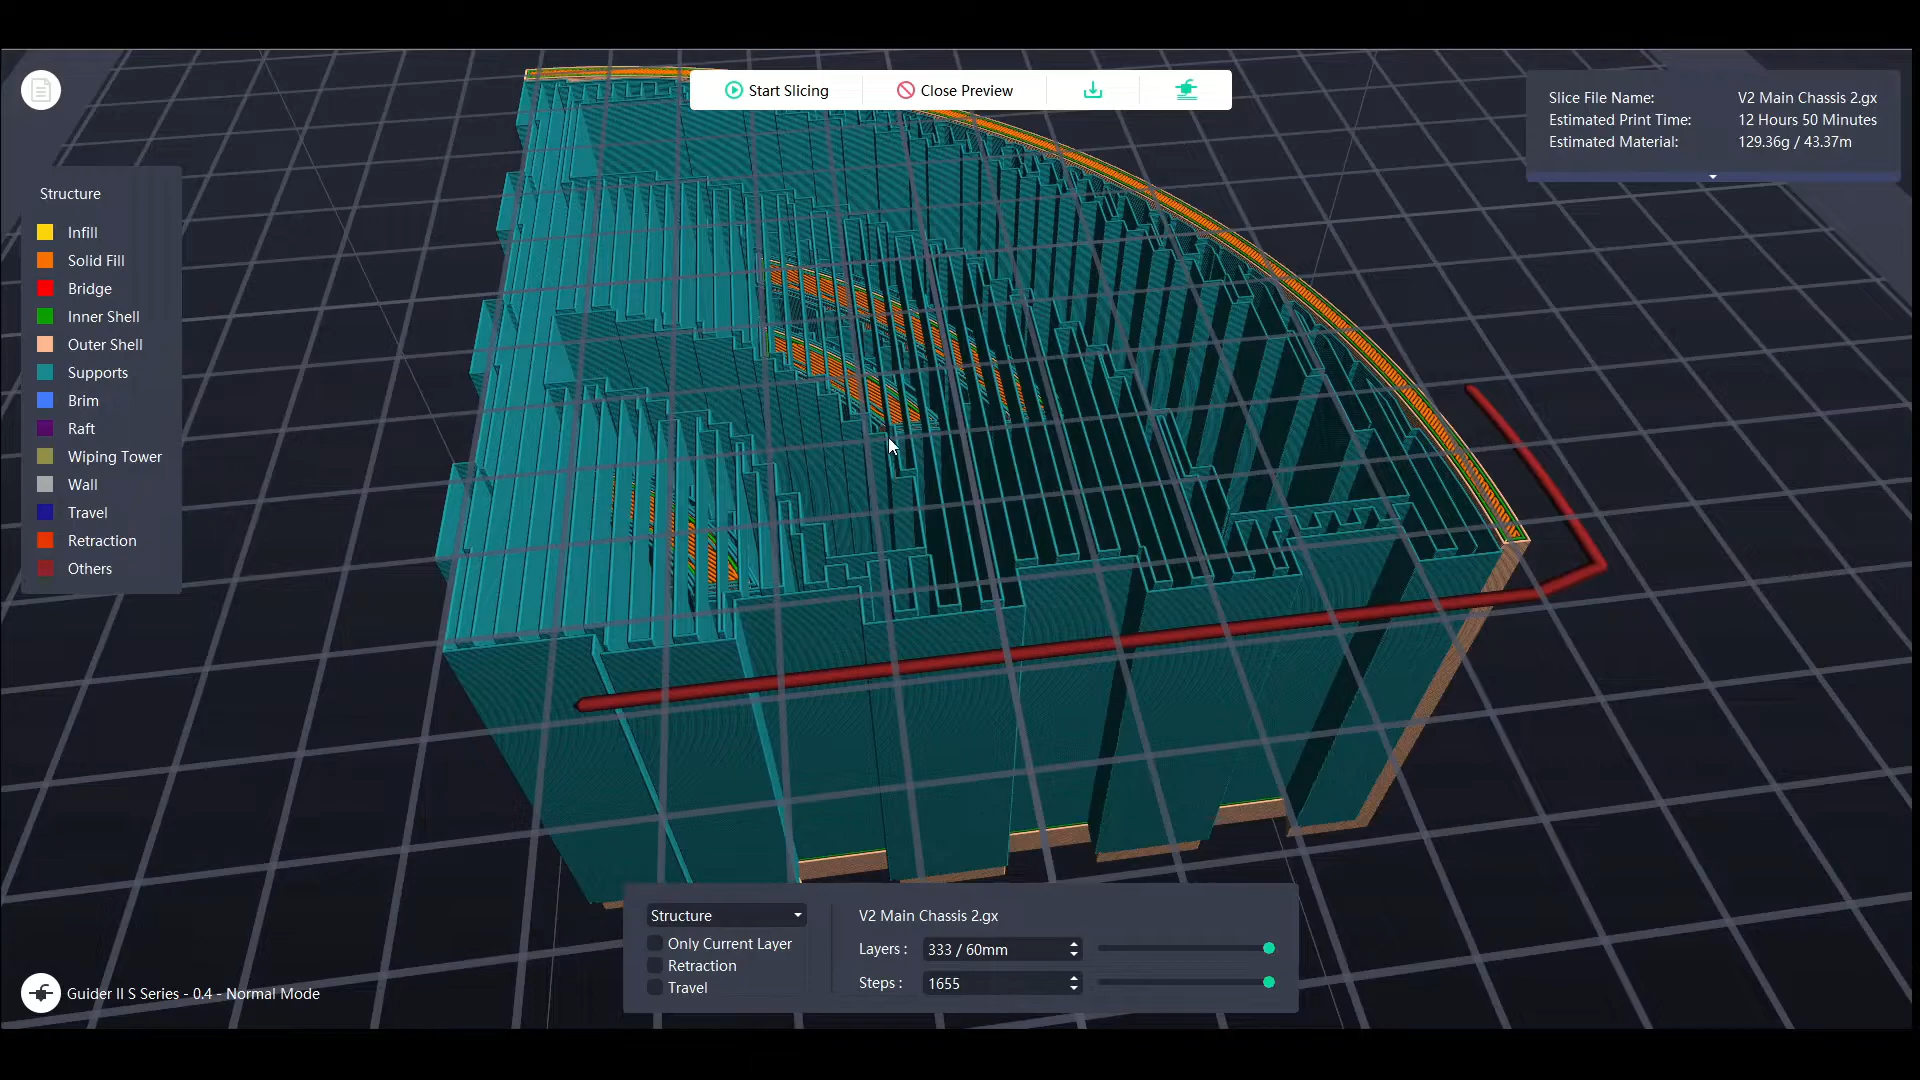 Start Slicing
Close Preview
Slice File Name: V2 Main Chassis 2.gx
Estimated Print Time: 12 Hours 50 Minutes
Estimated Material: 129.36g / 43.37m
Structure
Infill
Solid Fill
Bridge
Inner Shell
Outer Shell
Supports
Brim
Raft
Wiping Tower
Wall
Travel
Retraction
Others
Structure
Only Current Layer
Retraction
Travel
V2 Main Chassis 2.gx
Layers : 333 / 60mm
Steps : 1655
Guider II S Series - 0.4 - Normal Mode